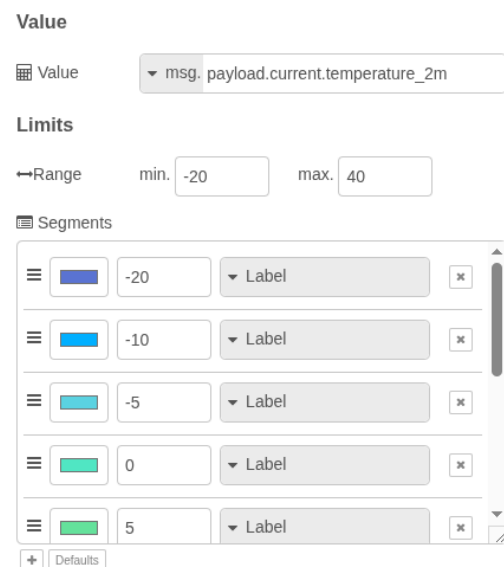 Value
Value msg. payload.current.temperature_2m
Limits
Range min. -20 max. 40
Segments
-20 Label
-10 Label
-5 Label
0 Label
5 Label
+ Defaults